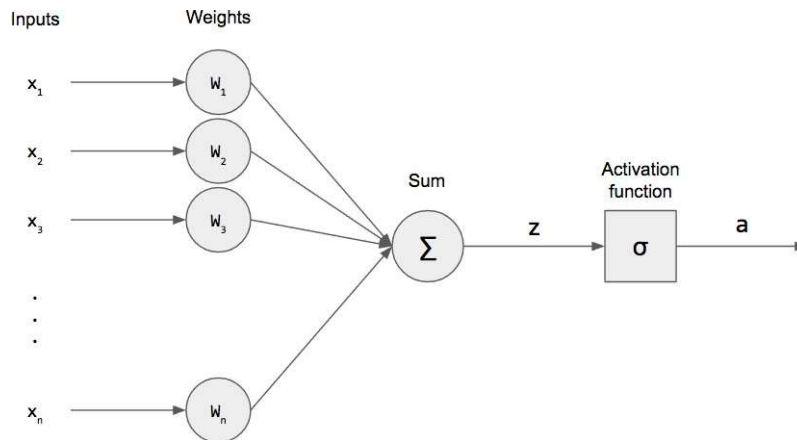 Inputs
Weights
x₁
W₁
x₂
W₂
x₃
W₃
Sum
Activation
function
Σ
z
σ
a
.
.
.
xₙ
Wₙ